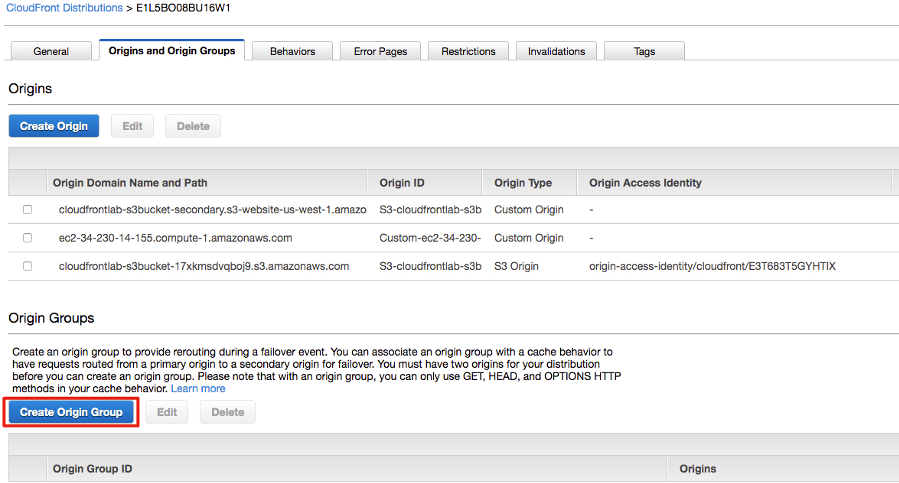 CloudFront Distributions > E1L5BO08BU16W1
General Origins and Origin Groups Behaviors Error Pages Restrictions Invalidations Tags
Origins
Create Origin Edit Delete
Origin Domain Name and Path Origin ID Origin Type Origin Access Identity
cloudfrontlab-s3bucket-secondary.s3-website-us-west-1.amazo S3-cloudfrontlab-s3b Custom Origin -
ec2-34-230-14-155.compute-1.amazonaws.com Custom-ec2-34-230- Custom Origin -
cloudfrontlab-s3bucket-17xkmsdvqboj9.s3.amazonaws.com S3-cloudfrontlab-s3b S3 Origin origin-access-identity/cloudfront/E3T683T5GYHTIX
Origin Groups
Create an origin group to provide rerouting during a failover event. You can associate an origin group with a cache behavior to
have requests routed from a primary origin to a secondary origin for failover. You must have two origins for your distribution
before you can create an origin group. Please note that with an origin group, you can only use GET, HEAD, and OPTIONS HTTP
methods in your cache behavior. Learn more
Create Origin Group Edit Delete
Origin Group ID Origins